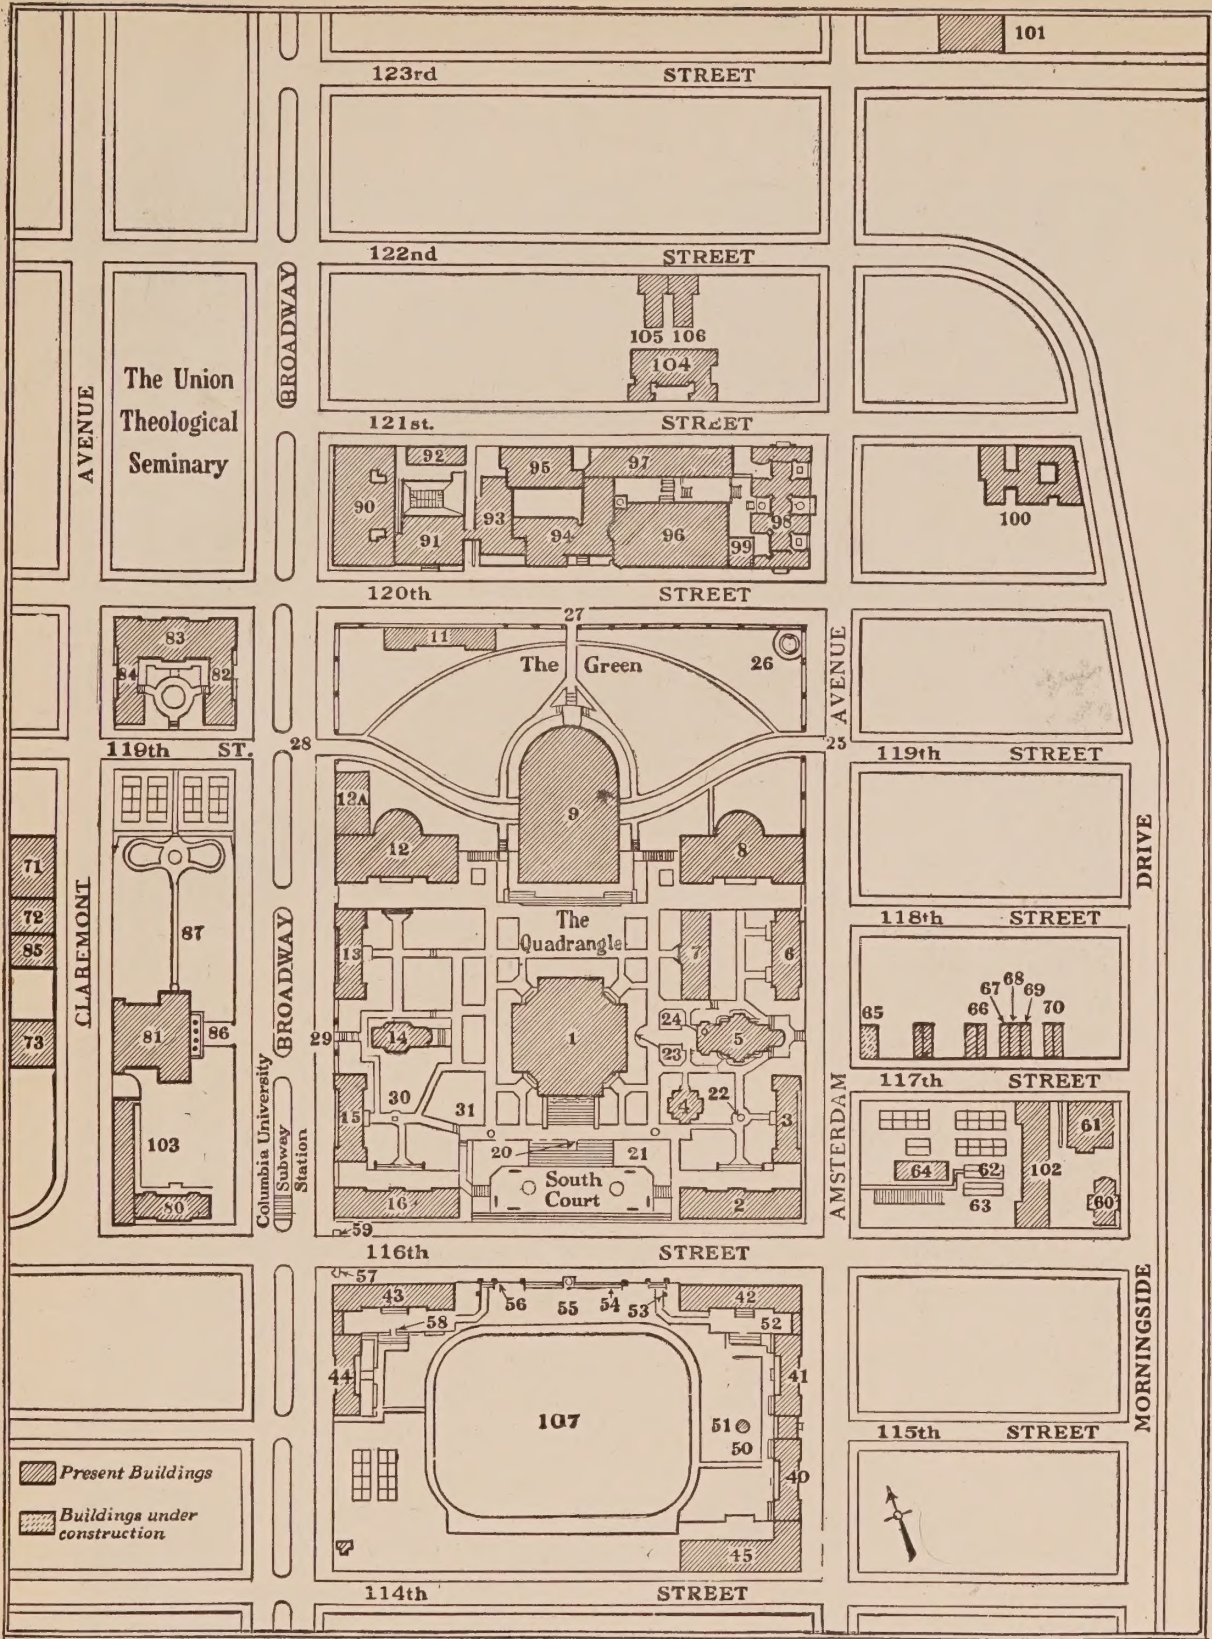 101
123rd STREET
122nd STREET
BROADWAY
105 106
104
The Union
Theological
Seminary
AVENUE
121st. STREET
92
95
97
90
91
93
94
96
98
99
100
120th STREET
27
11
The Green
26
AVENUE
83
84
82
119th ST.
28
25
119th STREET
12A
12
9
8
71
72
85
73
CLAREMONT
87
81
86
103
80
BROADWAY
118th STREET
DRIVE
13
The
Quadrangle
7
6
29
14
1
24
23
5
65
66
67
68
69
70
117th STREET
30
31
15
22
4
3
20
21
South
Court
16
2
Columbia University
Subway
Station
AMSTERDAM
61
64
62
63
102
60
59
116th STREET
57
43
56
55
54
53
42
52
58
44
41
107
51
50
40
45
MORNINGSIDE
115th STREET
Present Buildings
Buildings under
construction
114th STREET